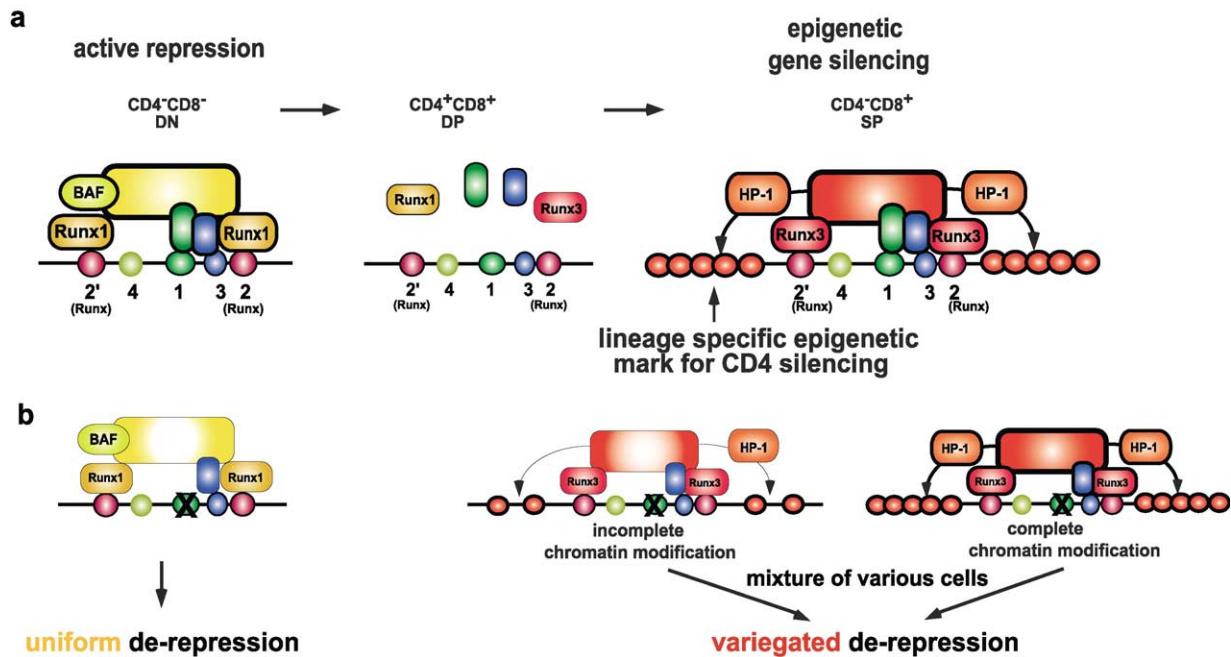 a
active repression
epigenetic
gene silencing
CD4-CD8-
DN
CD4+CD8+
DP
CD4-CD8+
SP
BAF
Runx1
Runx1
2' 4 1 3 2
(Runx) (Runx)
Runx1
Runx3
2' 4 1 3 2
(Runx) (Runx)
HP-1
HP-1
Runx3
Runx3
2' 4 1 3 2
(Runx) (Runx)
lineage specific epigenetic
mark for CD4 silencing
b
BAF
Runx1
Runx1
X
uniform de-repression
HP-1
Runx3
Runx3
X
incomplete
chromatin modification
HP-1
HP-1
Runx3
Runx3
X
complete
chromatin modification
mixture of various cells
variegated de-repression